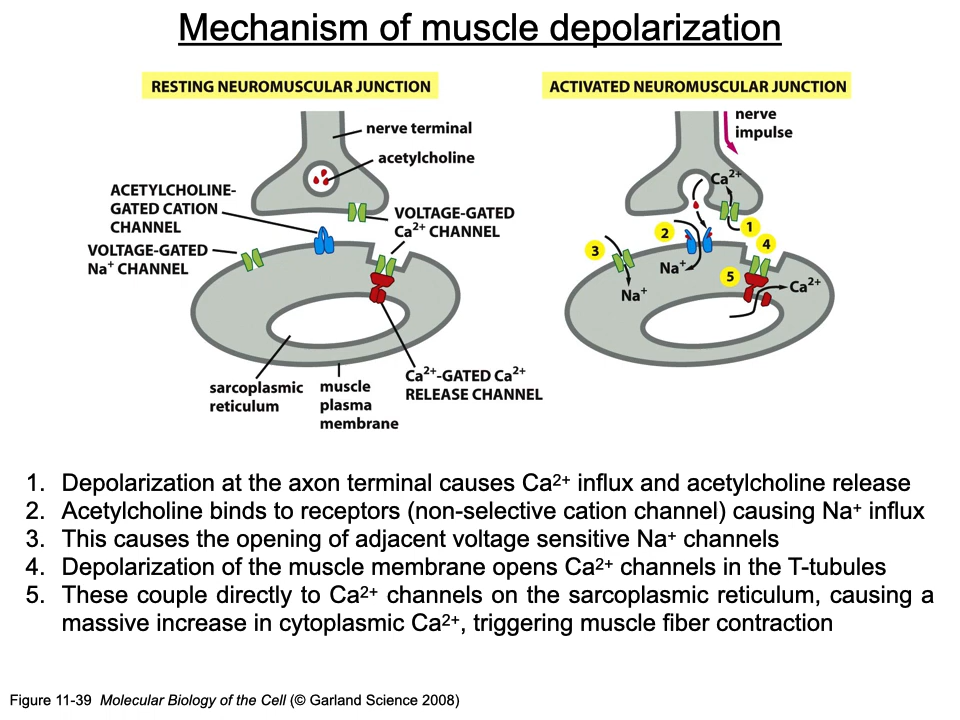 Mechanism of muscle depolarization
RESTING NEUROMUSCULAR JUNCTION
nerve terminal
acetylcholine
ACETYLCHOLINE-
GATED CATION
CHANNEL
VOLTAGE-GATED
Ca²⁺ CHANNEL
VOLTAGE-GATED
Na⁺ CHANNEL
sarcoplasmic
reticulum
muscle
plasma
membrane
Ca²⁺-GATED Ca²⁺
RELEASE CHANNEL
ACTIVATED NEUROMUSCULAR JUNCTION
nerve
impulse
Ca²⁺
1
2
3
4
5
Na⁺
Na⁺
Ca²⁺
1. Depolarization at the axon terminal causes Ca²⁺ influx and acetylcholine release
2. Acetylcholine binds to receptors (non-selective cation channel) causing Na⁺ influx
3. This causes the opening of adjacent voltage sensitive Na⁺ channels
4. Depolarization of the muscle membrane opens Ca²⁺ channels in the T-tubules
5. These couple directly to Ca²⁺ channels on the sarcoplasmic reticulum, causing a
massive increase in cytoplasmic Ca²⁺, triggering muscle fiber contraction
Figure 11-39 Molecular Biology of the Cell (© Garland Science 2008)